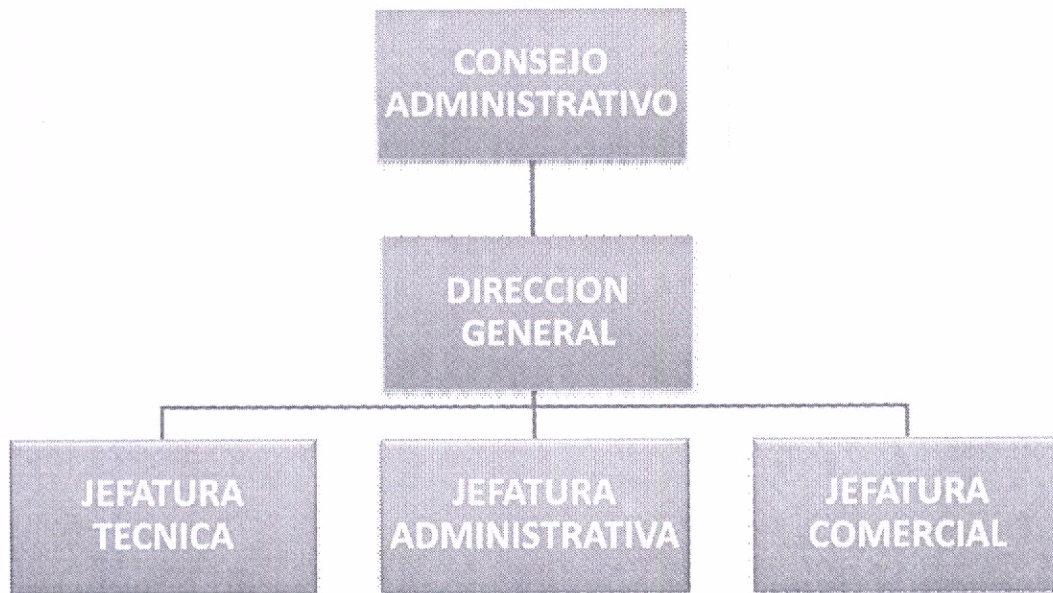 CONSEJO
ADMINISTRATIVO
DIRECCION
GENERAL
JEFATURA
TECNICA
JEFATURA
ADMINISTRATIVA
JEFATURA
COMERCIAL